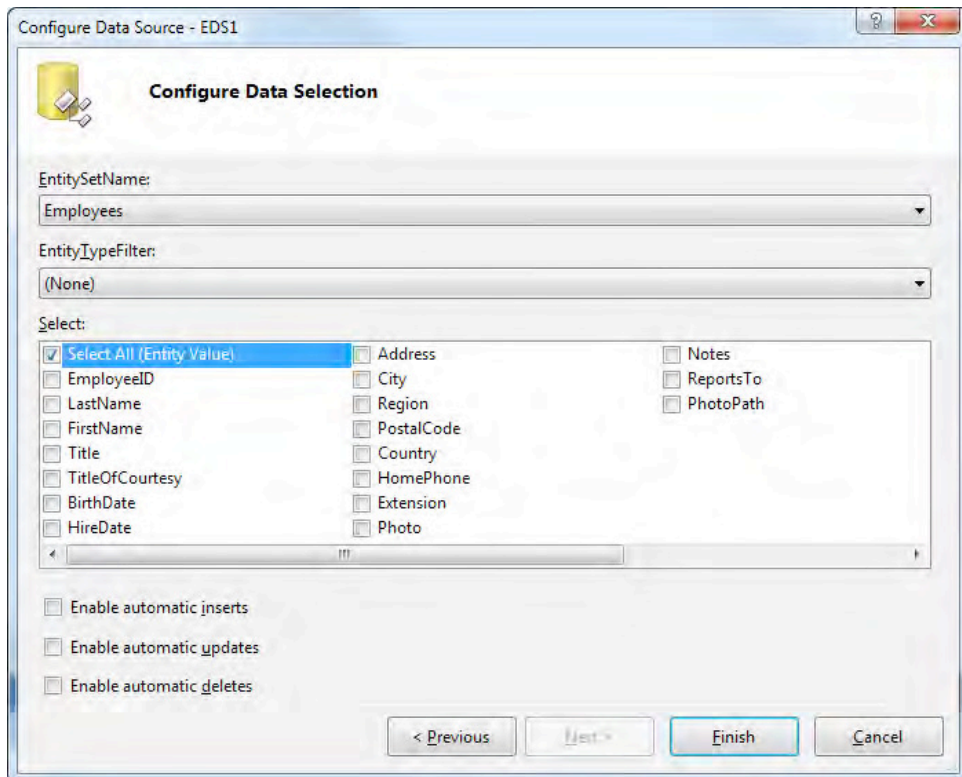 Configure Data Source - EDS1
Configure Data Selection
EntitySetName:
Employees
EntityTypeFilter:
(None)
Select:
Select All (Entity Value)
EmployeeID
LastName
FirstName
Title
TitleOfCourtesy
BirthDate
HireDate
Address
City
Region
PostalCode
Country
HomePhone
Extension
Photo
Notes
ReportsTo
PhotoPath
Enable automatic inserts
Enable automatic updates
Enable automatic deletes
< Previous
Next >
Finish
Cancel